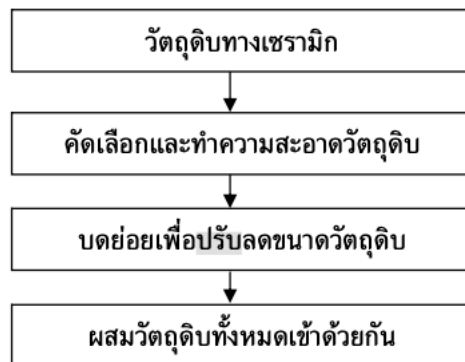 วัตถุดิบทางเซรามิก
คัดเลือกและทำความสะอาดวัตถุดิบ
บดย่อยเพื่อปรับลดขนาดวัตถุดิบ
ผสมวัตถุดิบทั้งหมดเข้าด้วยกัน